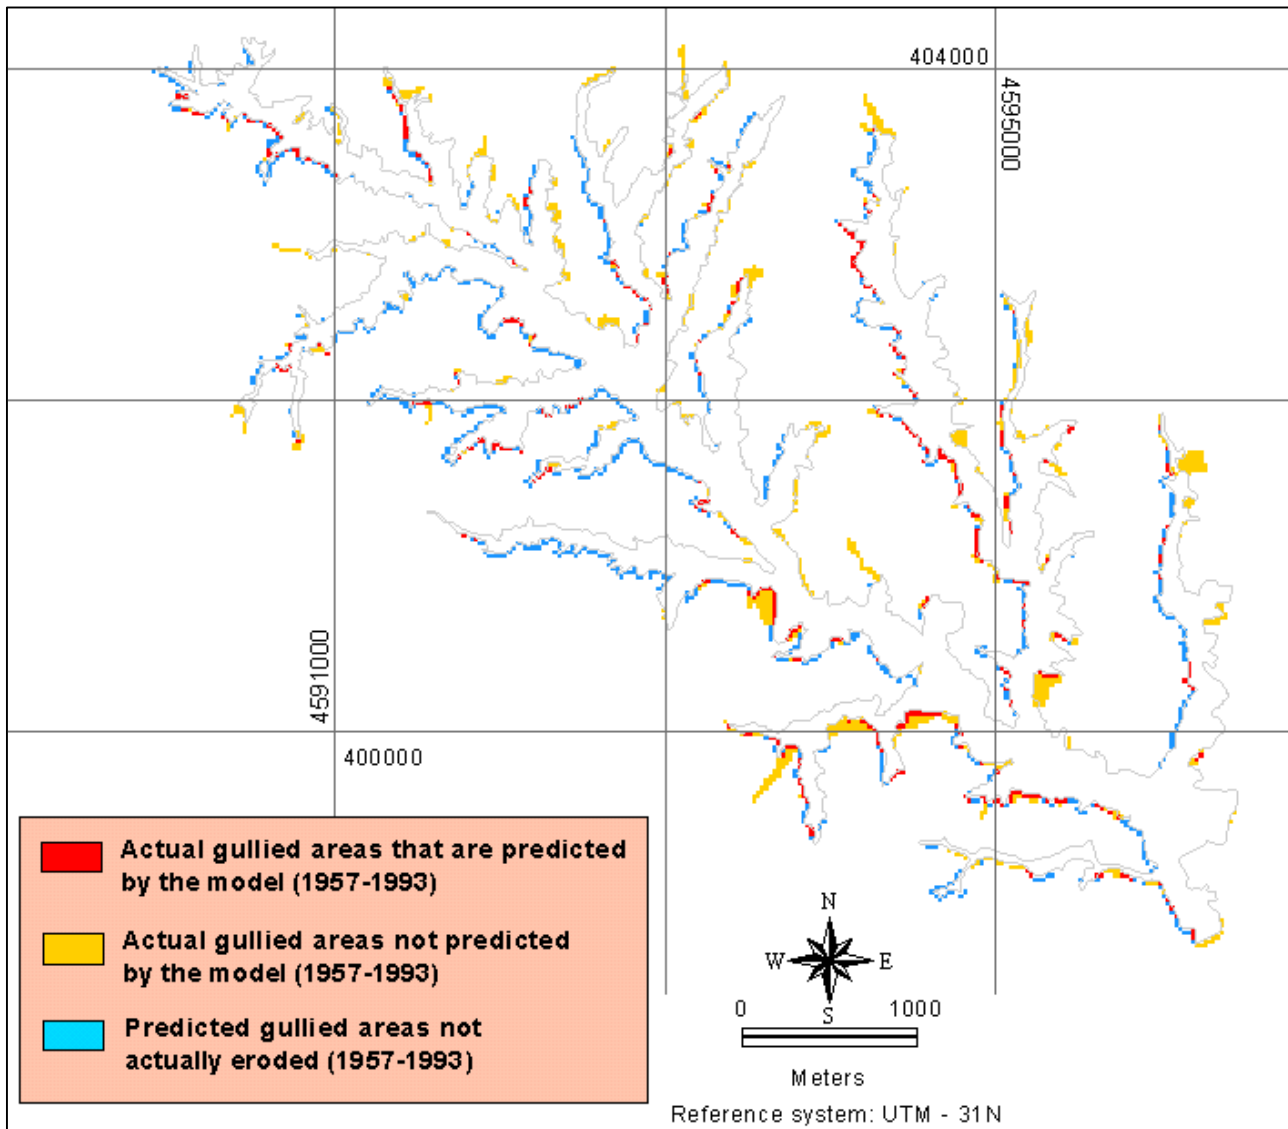 404000
4595000
4591000
400000
Actual gullied areas that are predicted
by the model (1957-1993)
Actual gullied areas not predicted
by the model (1957-1993)
Predicted gullied areas not
actually eroded (1957-1993)
N
W E
S
0 1000
Meters
Reference system: UTM - 31N